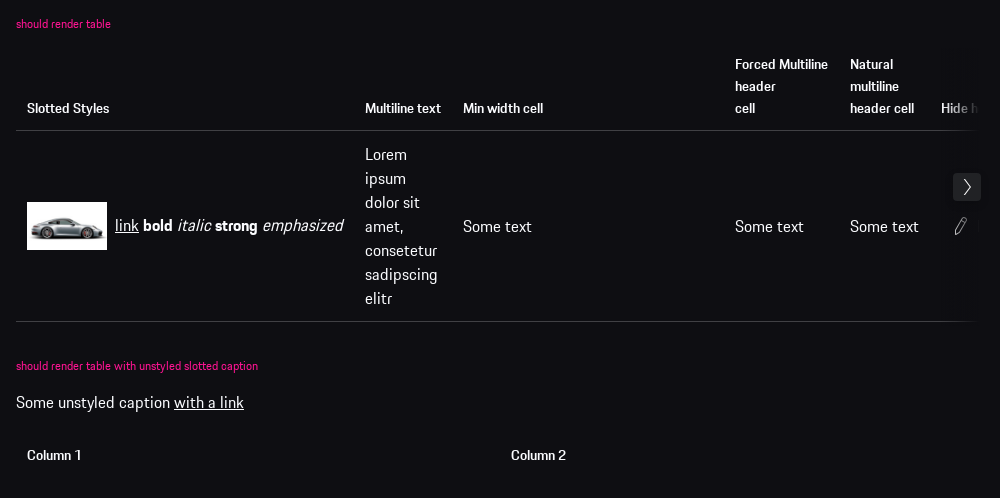 should render table
Slotted Styles
Multiline text
Min width cell
Forced Multiline
header
cell
Natural
multiline
header cell
Hide
link bold italic strong emphasized
Lorem
ipsum
dolor sit
amet,
consetetur
sadipscing
elitr
Some text
Some text
Some text
should render table with unstyled slotted caption
Some unstyled caption with a link
Column 1
Column 2